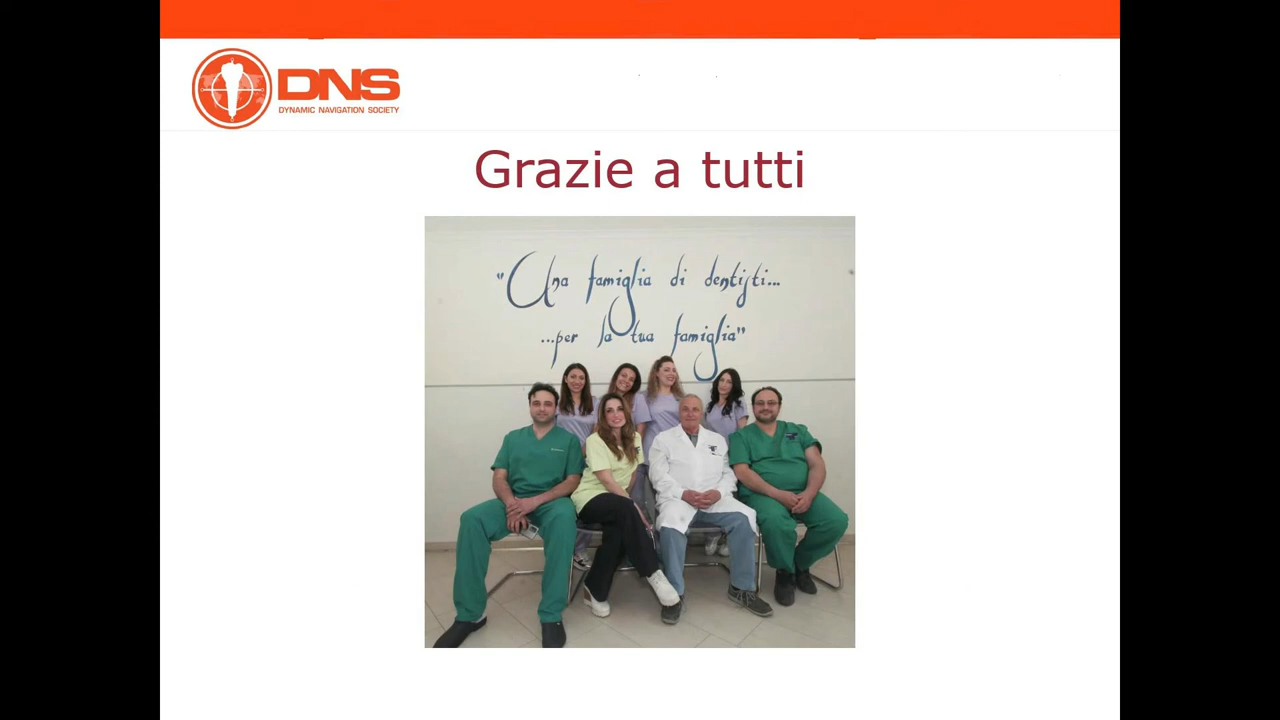 DNS
DYNAMIC NAVIGATION SOCIETY
Grazie a tutti
"Una famiglia di dentisti...
...per la tua famiglia"